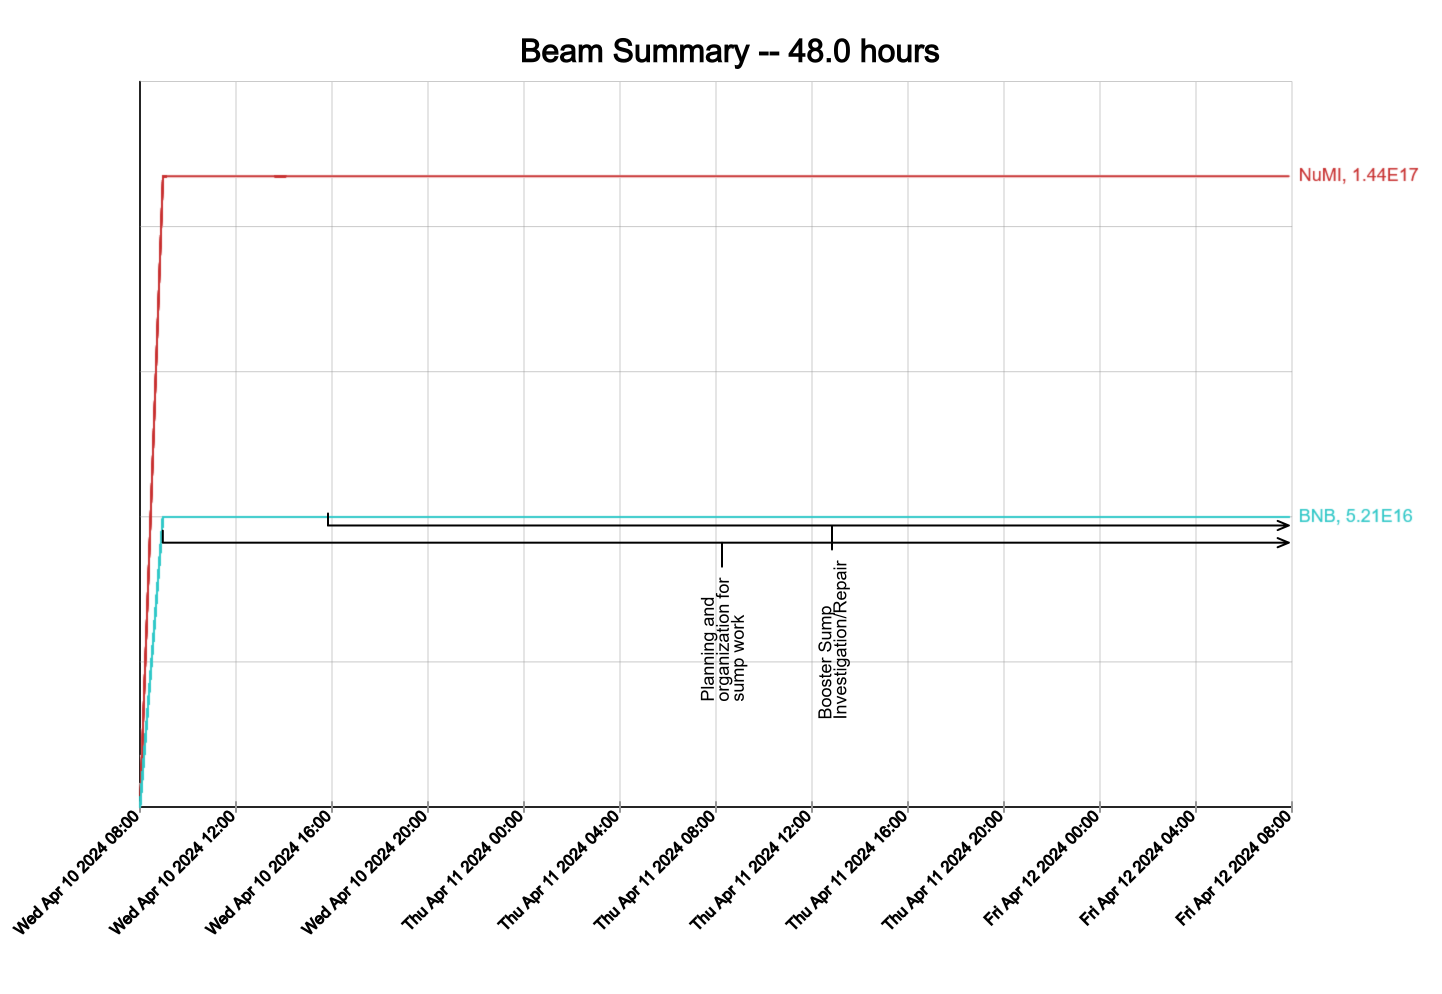 Beam Summary -- 48.0 hours
NuMI, 1.44E17
BNB, 5.21E16
Planning and
organization for
sump work
Booster Sump
Investigation/Repair
Wed Apr 10 2024 08:00
Wed Apr 10 2024 12:00
Wed Apr 10 2024 16:00
Wed Apr 10 2024 20:00
Thu Apr 11 2024 00:00
Thu Apr 11 2024 04:00
Thu Apr 11 2024 08:00
Thu Apr 11 2024 12:00
Thu Apr 11 2024 16:00
Thu Apr 11 2024 20:00
Fri Apr 12 2024 00:00
Fri Apr 12 2024 04:00
Fri Apr 12 2024 08:00